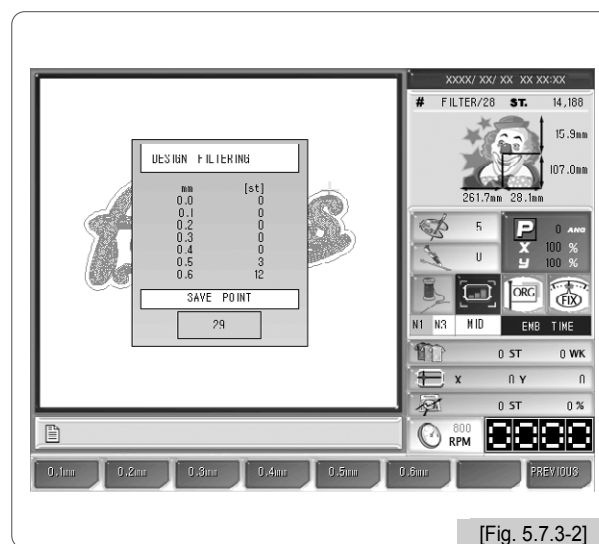 XXXX/ XX/ XX XX XX:XX
# FILTER/28 ST. 14,188
15.9mm
107.0mm
261.7mm 28.1mm
DESIGN FILTERING
mm [st]
0.0 0
0.1 0
0.2 0
0.3 0
0.4 0
0.5 3
0.6 12
SAVE POINT
29
5 P 0 ANG
X 100 %
0 y 100 %
ORG FIX
N1 N3 MID EMB TIME
0 ST 0 WK
X 0 Y 0
0 ST 0 %
800
RPM 0000
0.1mm 0.2mm 0.3mm 0.4mm 0.5mm 0.6mm PREVIOUS
[Fig. 5.7.3-2]